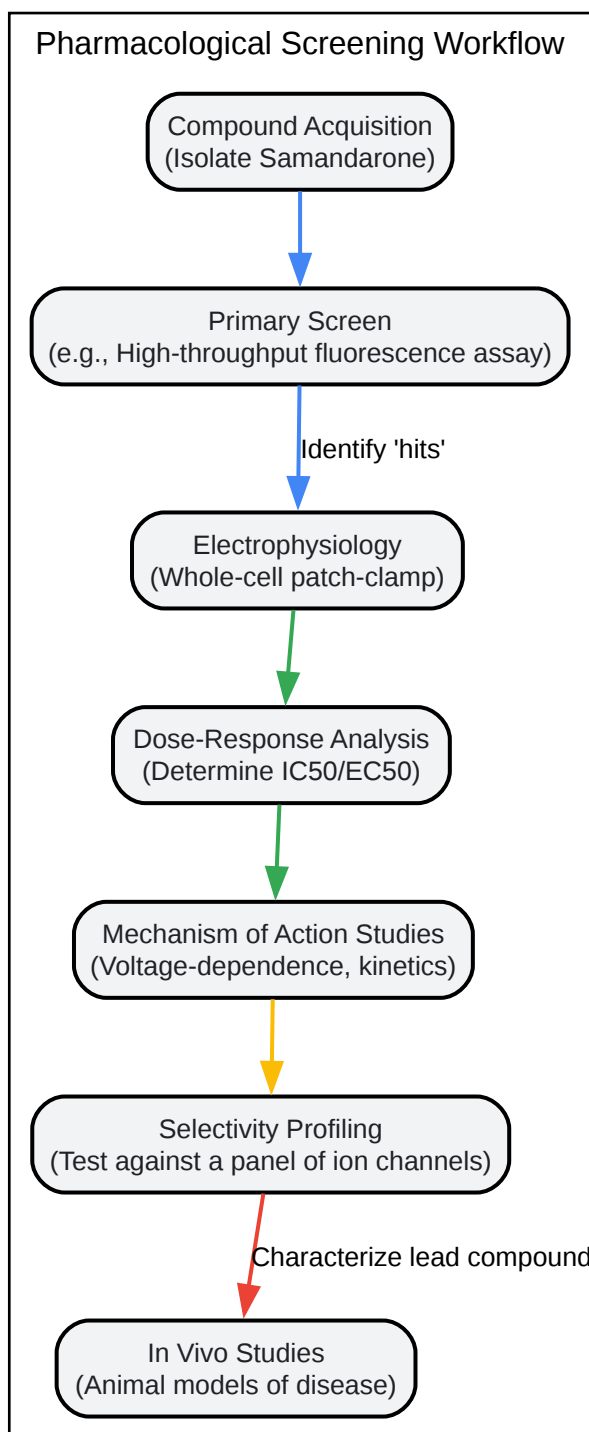 Pharmacological Screening Workflow
Compound Acquisition
(Isolate Samandarone)
Primary Screen
(e.g., High-throughput fluorescence assay)
Identify 'hits'
Electrophysiology
(Whole-cell patch-clamp)
Dose-Response Analysis
(Determine IC50/EC50)
Mechanism of Action Studies
(Voltage-dependence, kinetics)
Selectivity Profiling
(Test against a panel of ion channels)
Characterize lead compound
In Vivo Studies
(Animal models of disease)